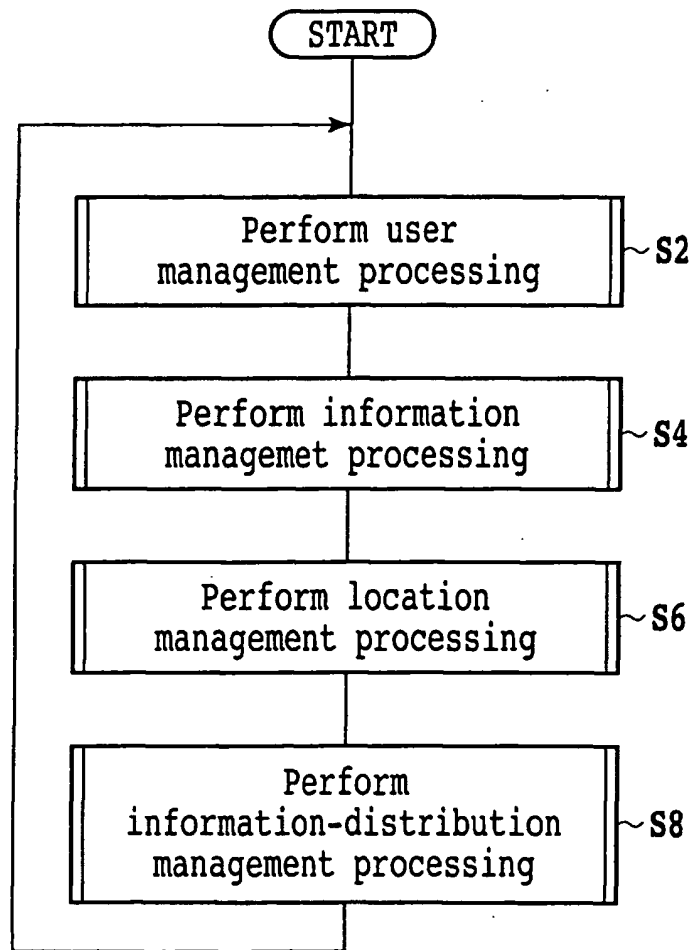 START
Perform user
management processing
S2
Perform information
managemet processing
S4
Perform location
management processing
S6
Perform
information-distribution
management processing
S8